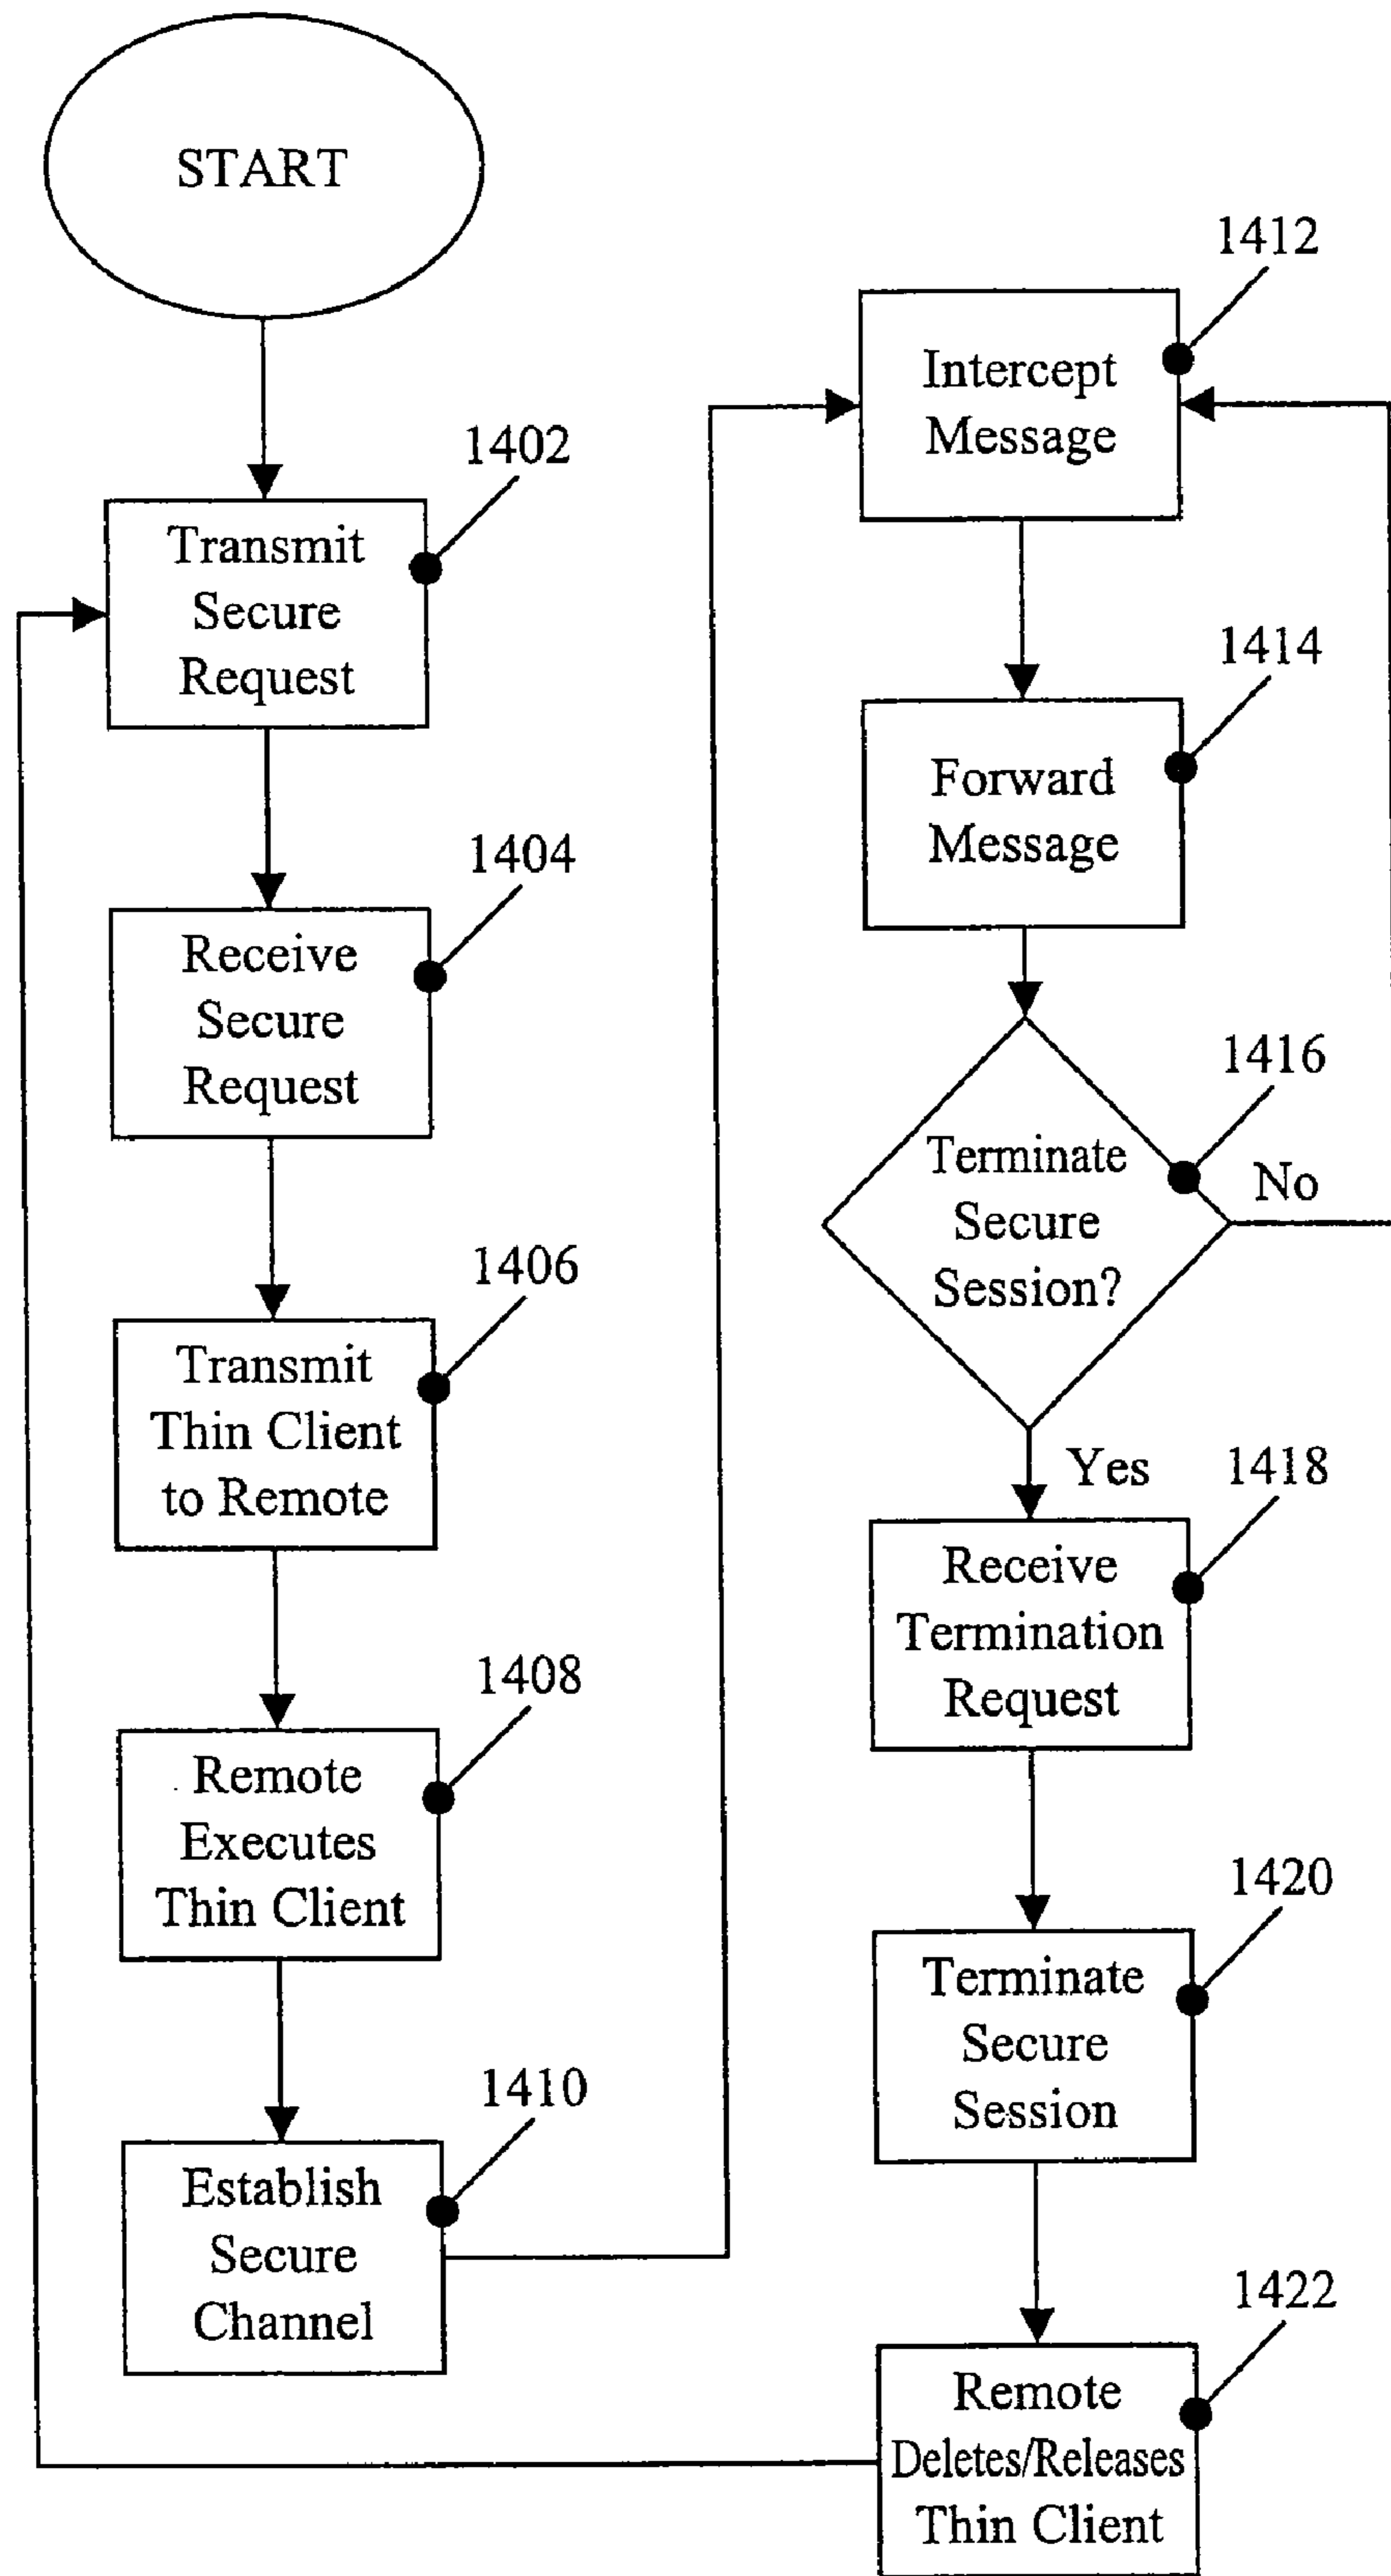 START
1402
Transmit
Secure
Request
1404
Receive
Secure
Request
1406
Transmit
Thin Client
to Remote
1408
Remote
Executes
Thin Client
1410
Establish
Secure
Channel
1412
Intercept
Message
1414
Forward
Message
1416
Terminate
Secure
Session?
No
Yes
1418
Receive
Termination
Request
1420
Terminate
Secure
Session
1422
Remote
Deletes/Releases
Thin Client